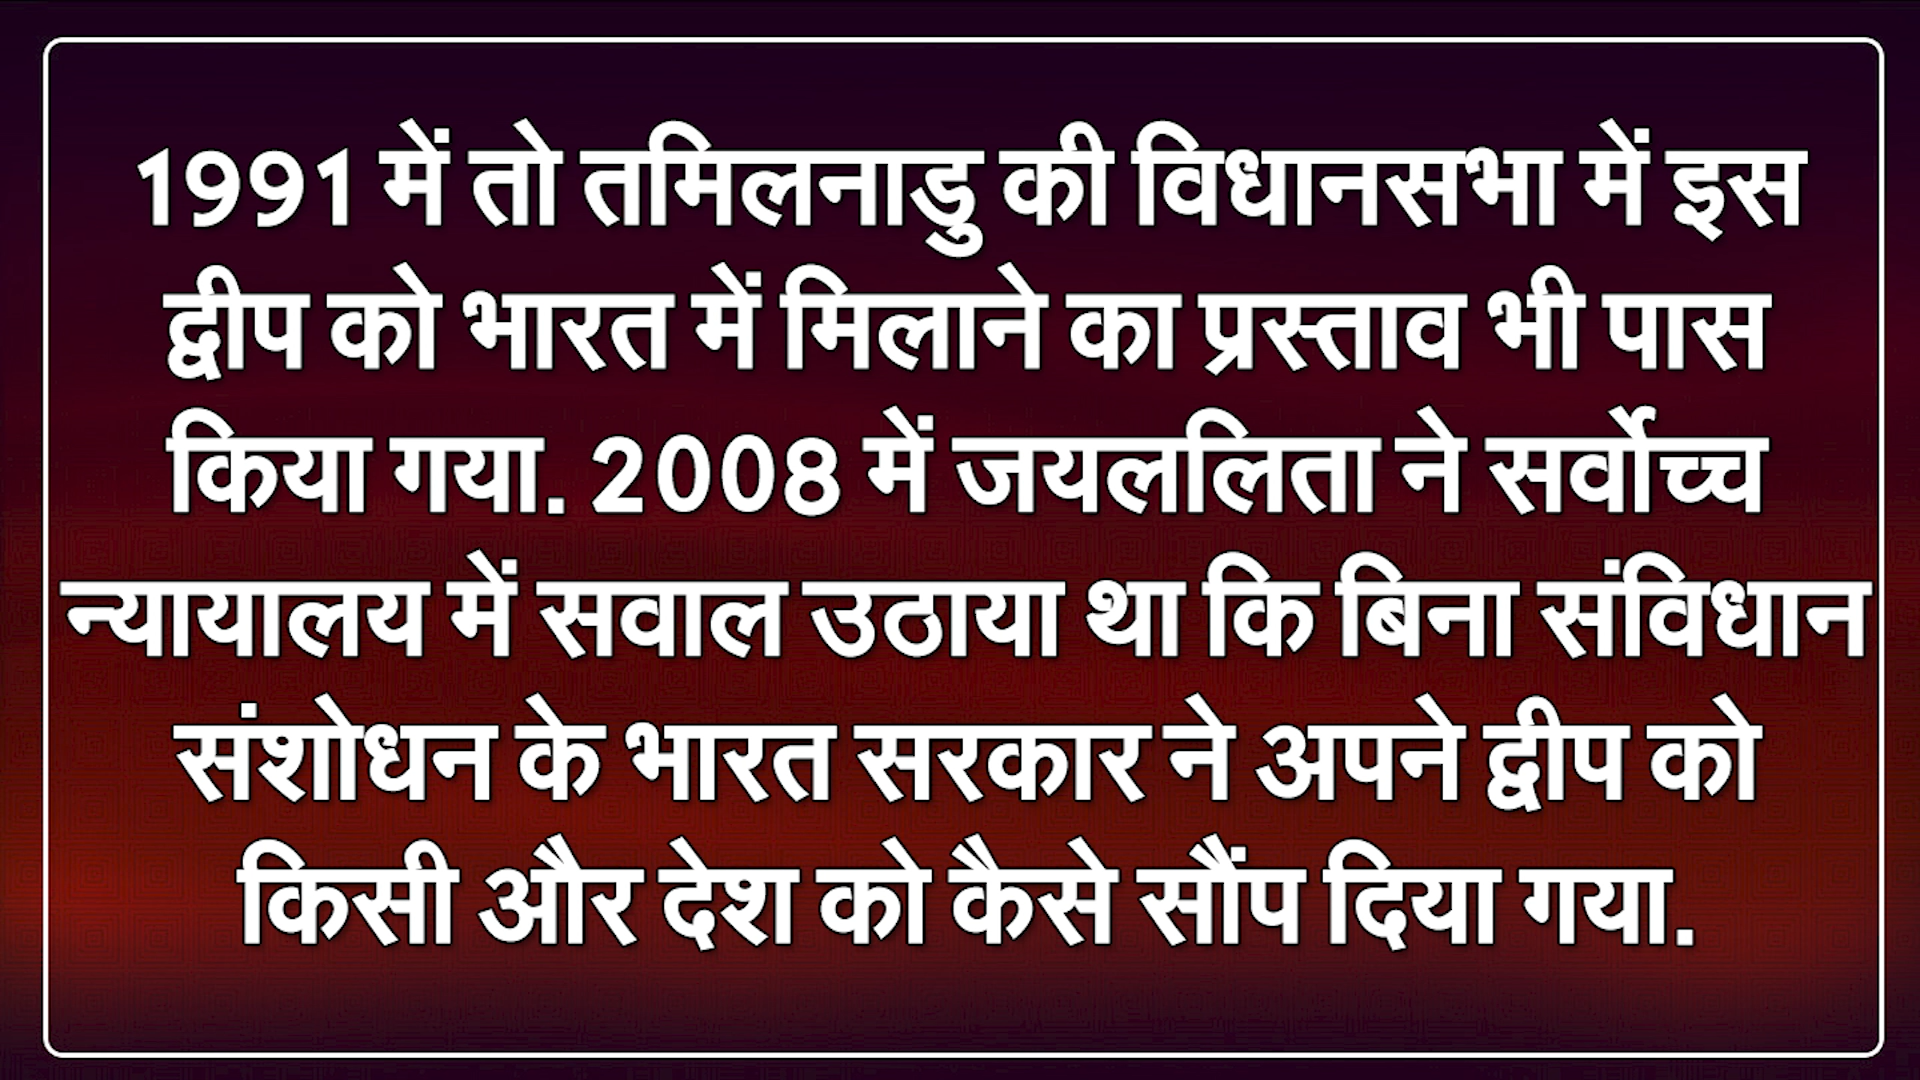 1991 में तो तमिलनाडु की विधानसभा में इस
द्वीप को भारत में मिलाने का प्रस्ताव भी पास
किया गया. 2008 में जयललिता ने सर्वोच्च
न्यायालय में सवाल उठाया था कि बिना संविधान
संशोधन के भारत सरकार ने अपने द्वीप को
किसी और देश को कैसे सौंप दिया गया.